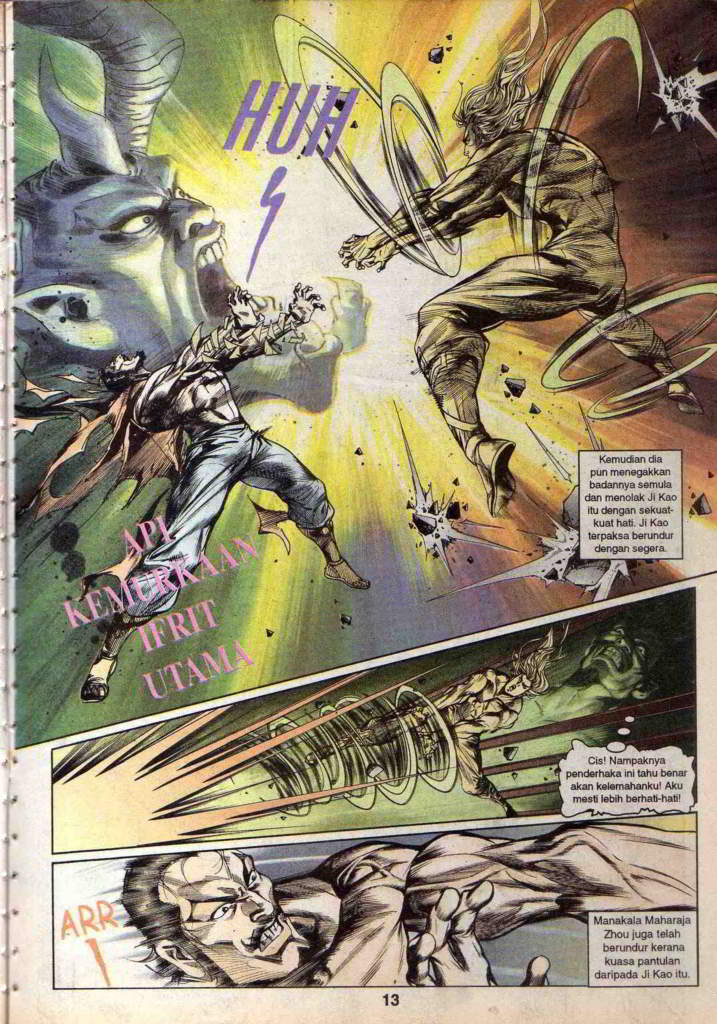 HUH
Kemudian dia
pun menegakkan
badannya semula
dan menolak Ji Kao
itu dengan sekuat-
kuat hati. Ji Kao
terpaksa berundur
dengan segera.
API
KEMURKAAN
IFRIT
UTAMA
Cis! Nampaknya
penderhaka ini tahu benar
akan kelemahanku! Aku
mesti lebih berhati-hati!
ARR
Manakala Maharaja
Zhou juga telah
berundur kerana
kuasa pantulan
daripada Ji Kao itu.
13